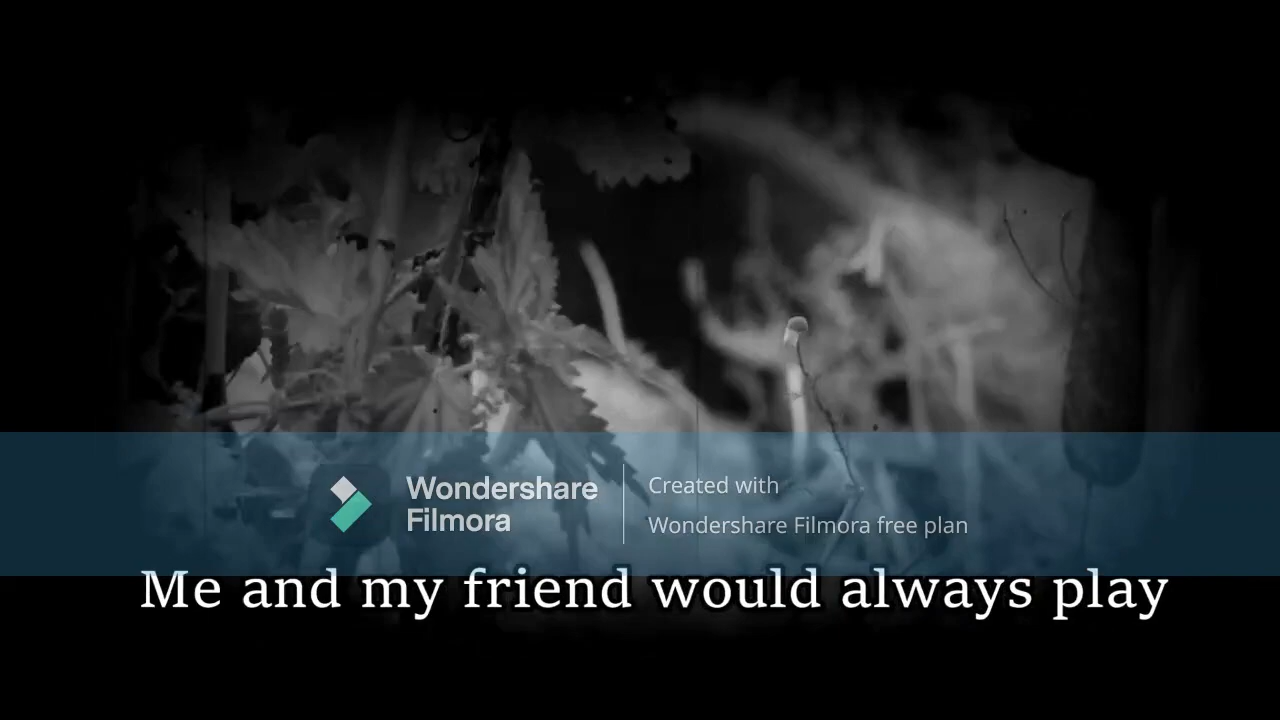 Wondershare
Filmora
Created with
Wondershare Filmora free plan
Me and my friend would always play